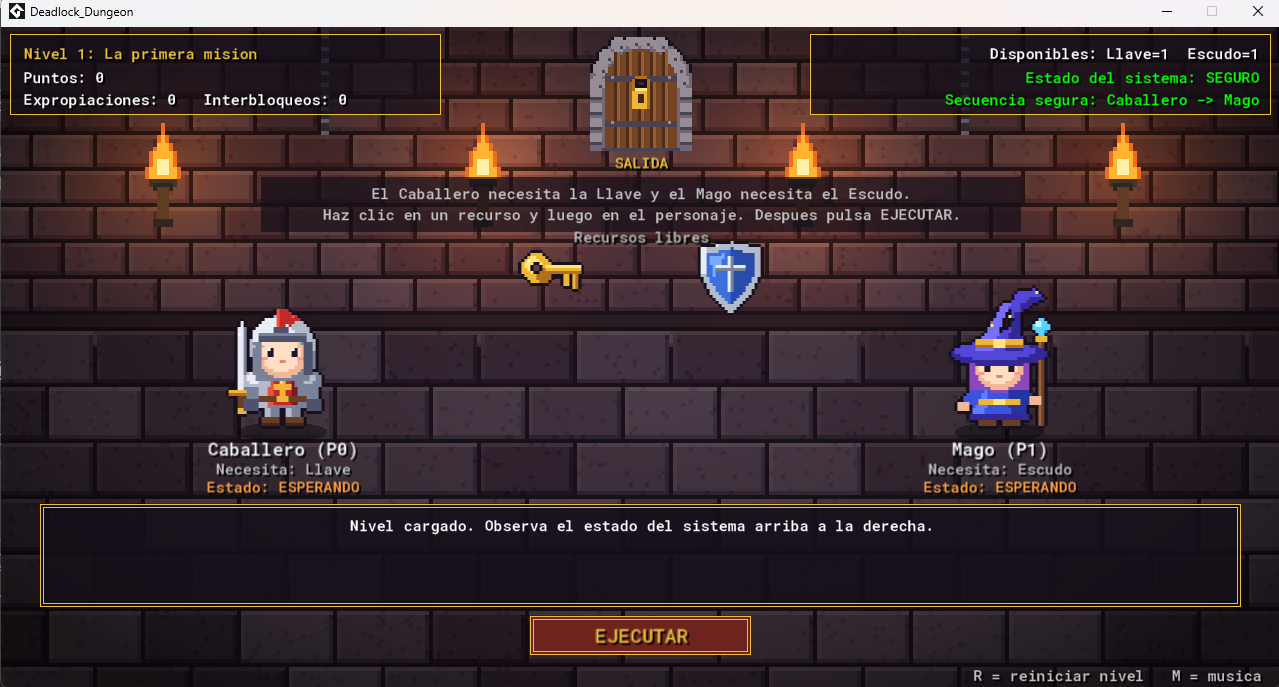 Deadlock_Dungeon
Nivel 1: La primera mision
Puntos: 0
Expropiaciones: 0 Interbloqueos: 0
Disponibles: Llave=1 Escudo=1
Estado del sistema: SEGURO
Secuencia segura: Caballero -> Mago
SALIDA
El Caballero necesita la Llave y el Mago necesita el Escudo.
Haz clic en un recurso y luego en el personaje. Despues pulsa EJECUTAR.
Recursos libres
Caballero (P0)
Necesita: Llave
Estado: ESPERANDO
Mago (P1)
Necesita: Escudo
Estado: ESPERANDO
Nivel cargado. Observa el estado del sistema arriba a la derecha.
EJECUTAR
R = reiniciar nivel M = musica